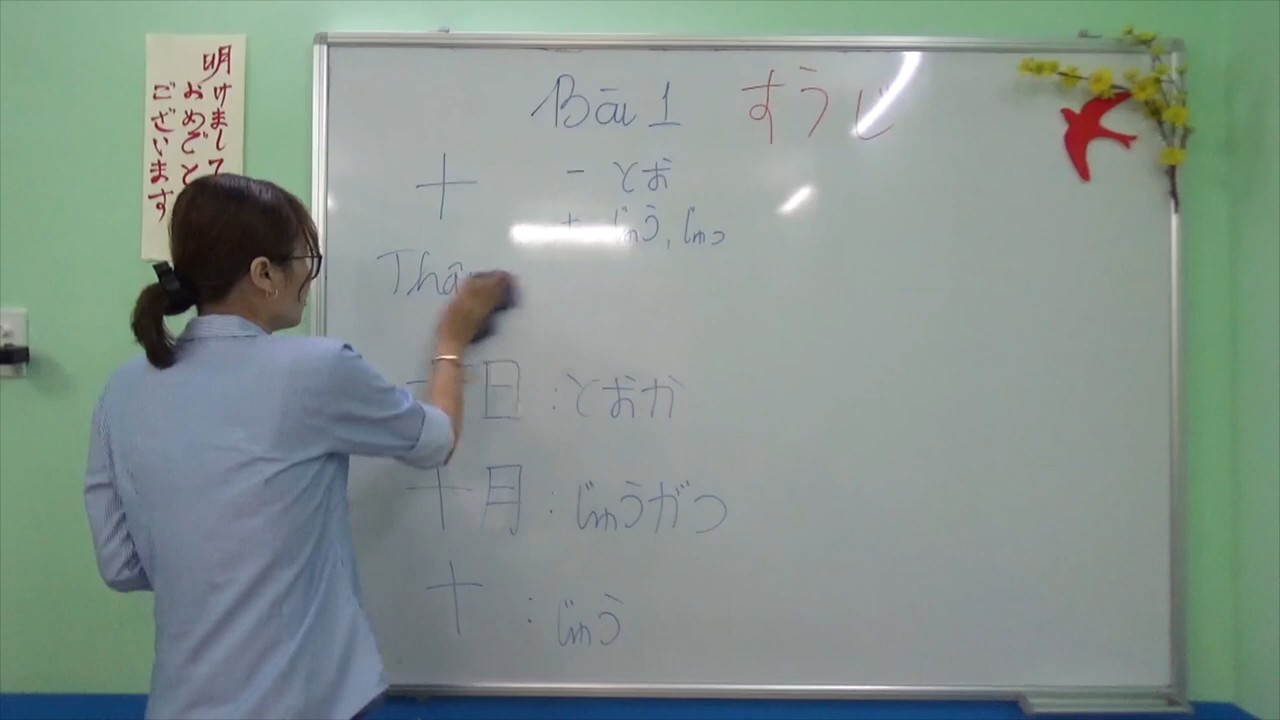 明
けまして
おめでと
ございます
Bài 1 すうじ
十 - とお
+ じゅう, じゅっ
十日 : とおか
十月 : じゅうがつ
十 : じゅう